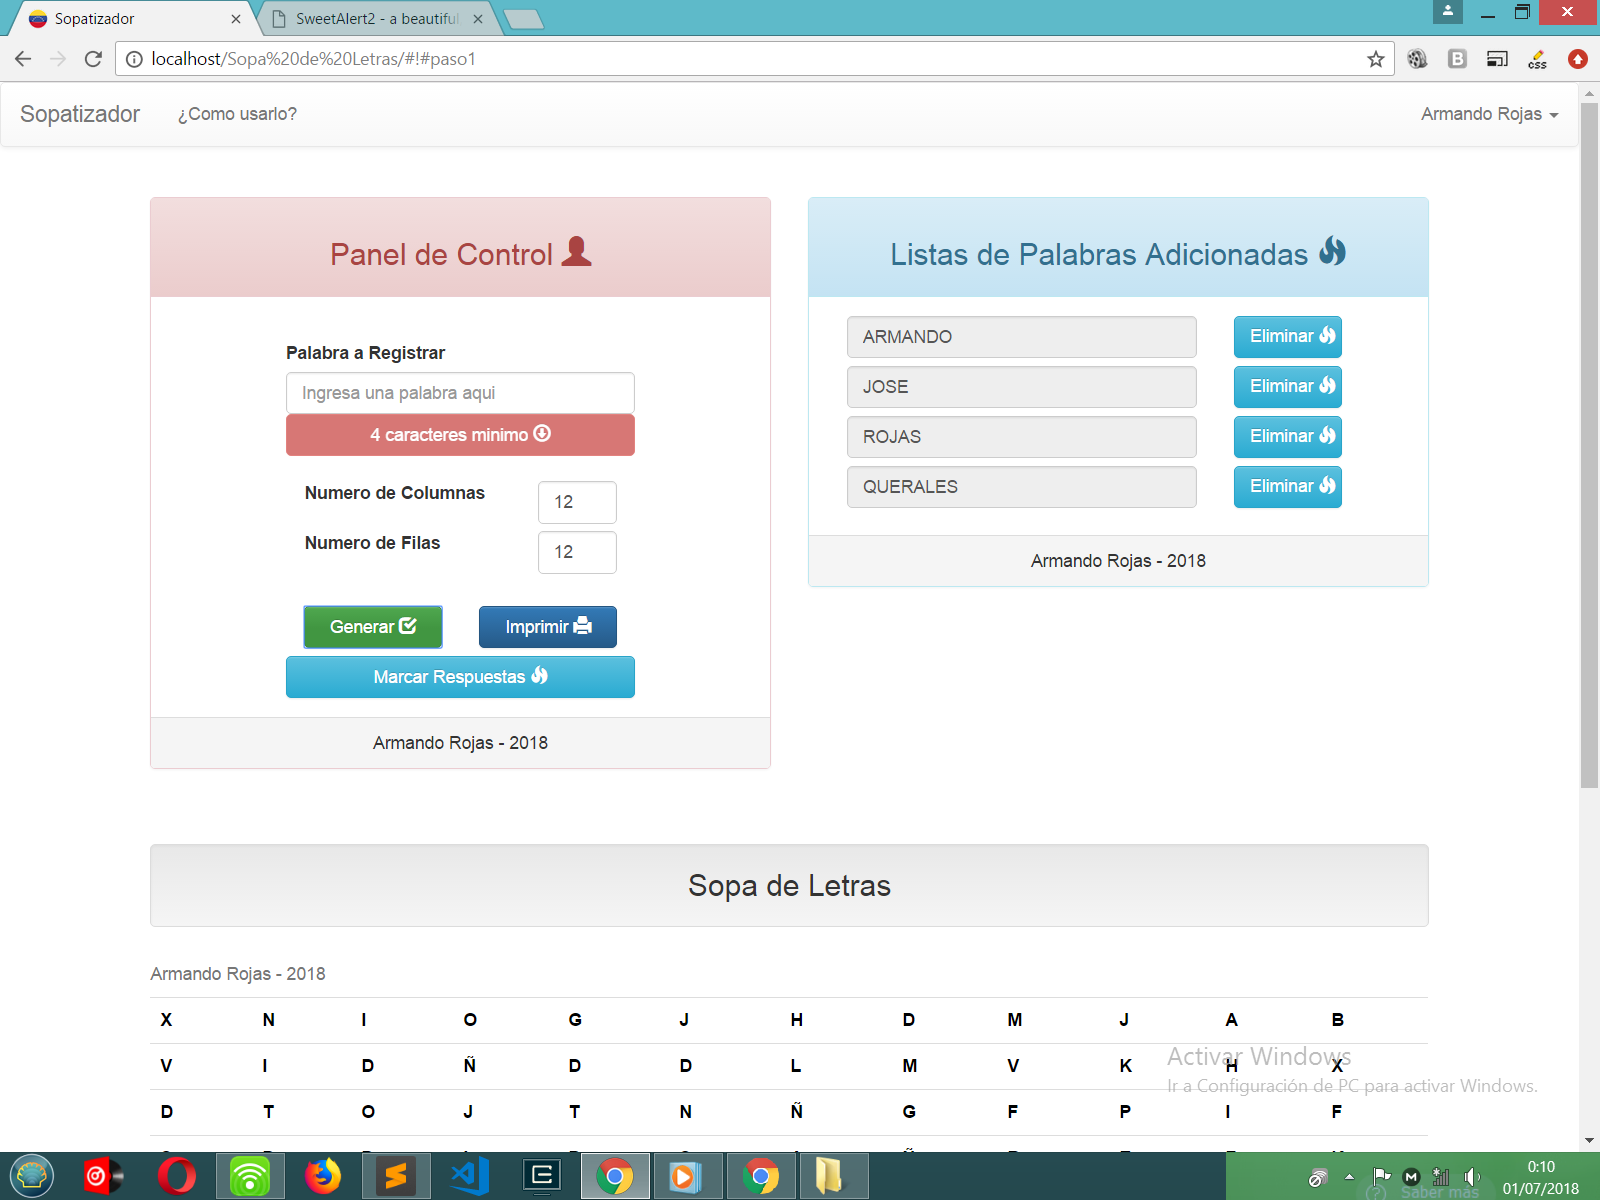 Sopatizador
SweetAlert2 - a beautiful
localhost/Sopa%20de%20Letras/#!#paso1
B
css
Sopatizador
¿Como usarlo?
Armando Rojas
Panel de Control
Palabra a Registrar
Ingresa una palabra aqui
4 caracteres minimo
Numero de Columnas
12
Numero de Filas
12
Generar
Imprimir
Marcar Respuestas
Armando Rojas - 2018
Listas de Palabras Adicionadas
ARMANDO
Eliminar
JOSE
Eliminar
ROJAS
Eliminar
QUERALES
Eliminar
Armando Rojas - 2018
Sopa de Letras
Armando Rojas - 2018
X N I O G J H D M J A B
V I D Ñ D D L M V K H X
D T O J T N Ñ G F P I F
Activar Windows
Ir a Configuración de PC para activar Windows.
Saber más
0:10
01/07/2018